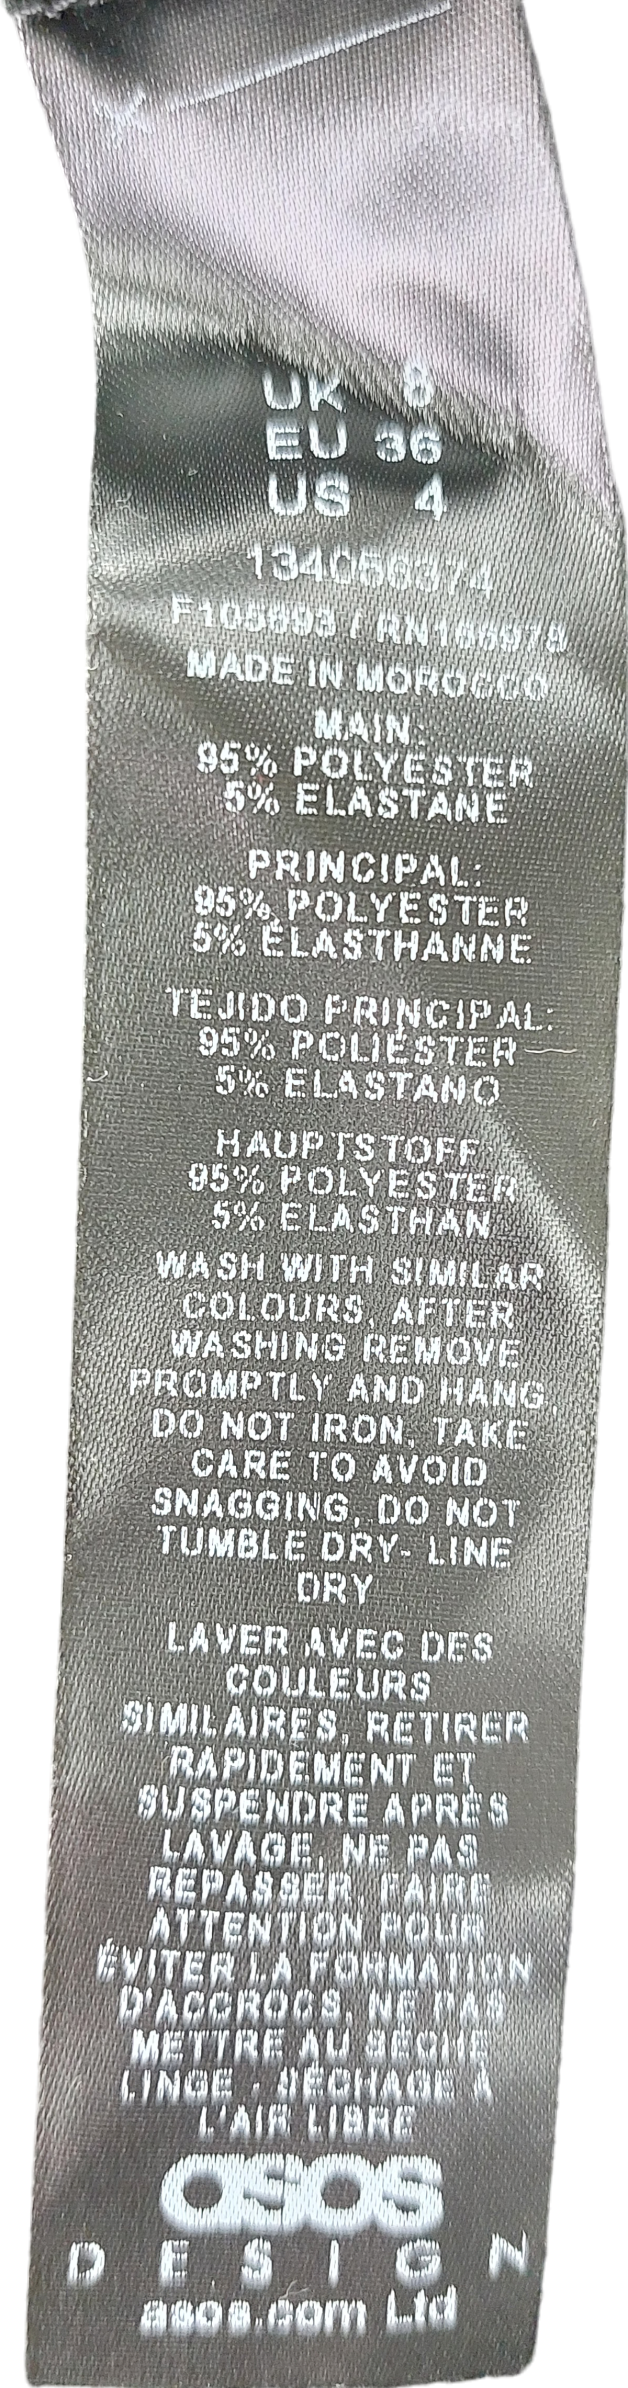 UK 8
EU 36
US 4
134056374
MADE IN MOROCCO
MAIN:
95% POLYESTER
5% ELASTANE
PRINCIPAL:
95% POLYESTER
5% ELASTHANNE
TEJIDO PRINCIPAL:
95% POLIÉSTER
5% ELASTANO
HAUPTSTOFF
95% POLYESTER
5% ELASTHAN
WASH WITH SIMILAR
COLOURS, AFTER
WASHING REMOVE
PROMPTLY AND HANG,
DO NOT IRON, TAKE
CARE TO AVOID
SNAGGING, DO NOT
TUMBLE DRY- LINE
DRY
LAVER AVEC DES
COULEURS
SIMILAIRES, RETIRER
RAPIDEMENT ET
SUSPENDRE APRÈS
LAVAGE, NE PAS
REPASSER, FAIRE
ATTENTION POUR
ÉVITER LA FORMATION
D'ACCROCS, NE PAS
METTRE AU SÈCHE
LINGE - SÉCHAGE À
L'AIR LIBRE
asos
DESIGN
asos.com Ltd